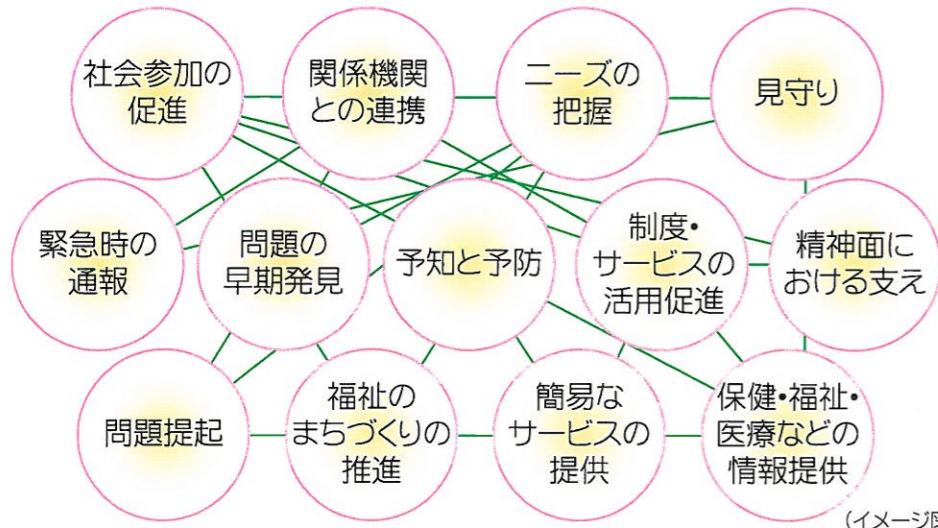 社会参加の
促進
関係機関
との連携
ニーズの
把握
見守り
緊急時の
通報
問題の
早期発見
予知と予防
制度・
サービスの
活用促進
精神面に
おける支え
問題提起
福祉の
まちづくりの
推進
簡易な
サービスの
提供
保健・福祉・
医療などの
情報提供
(イメージ図